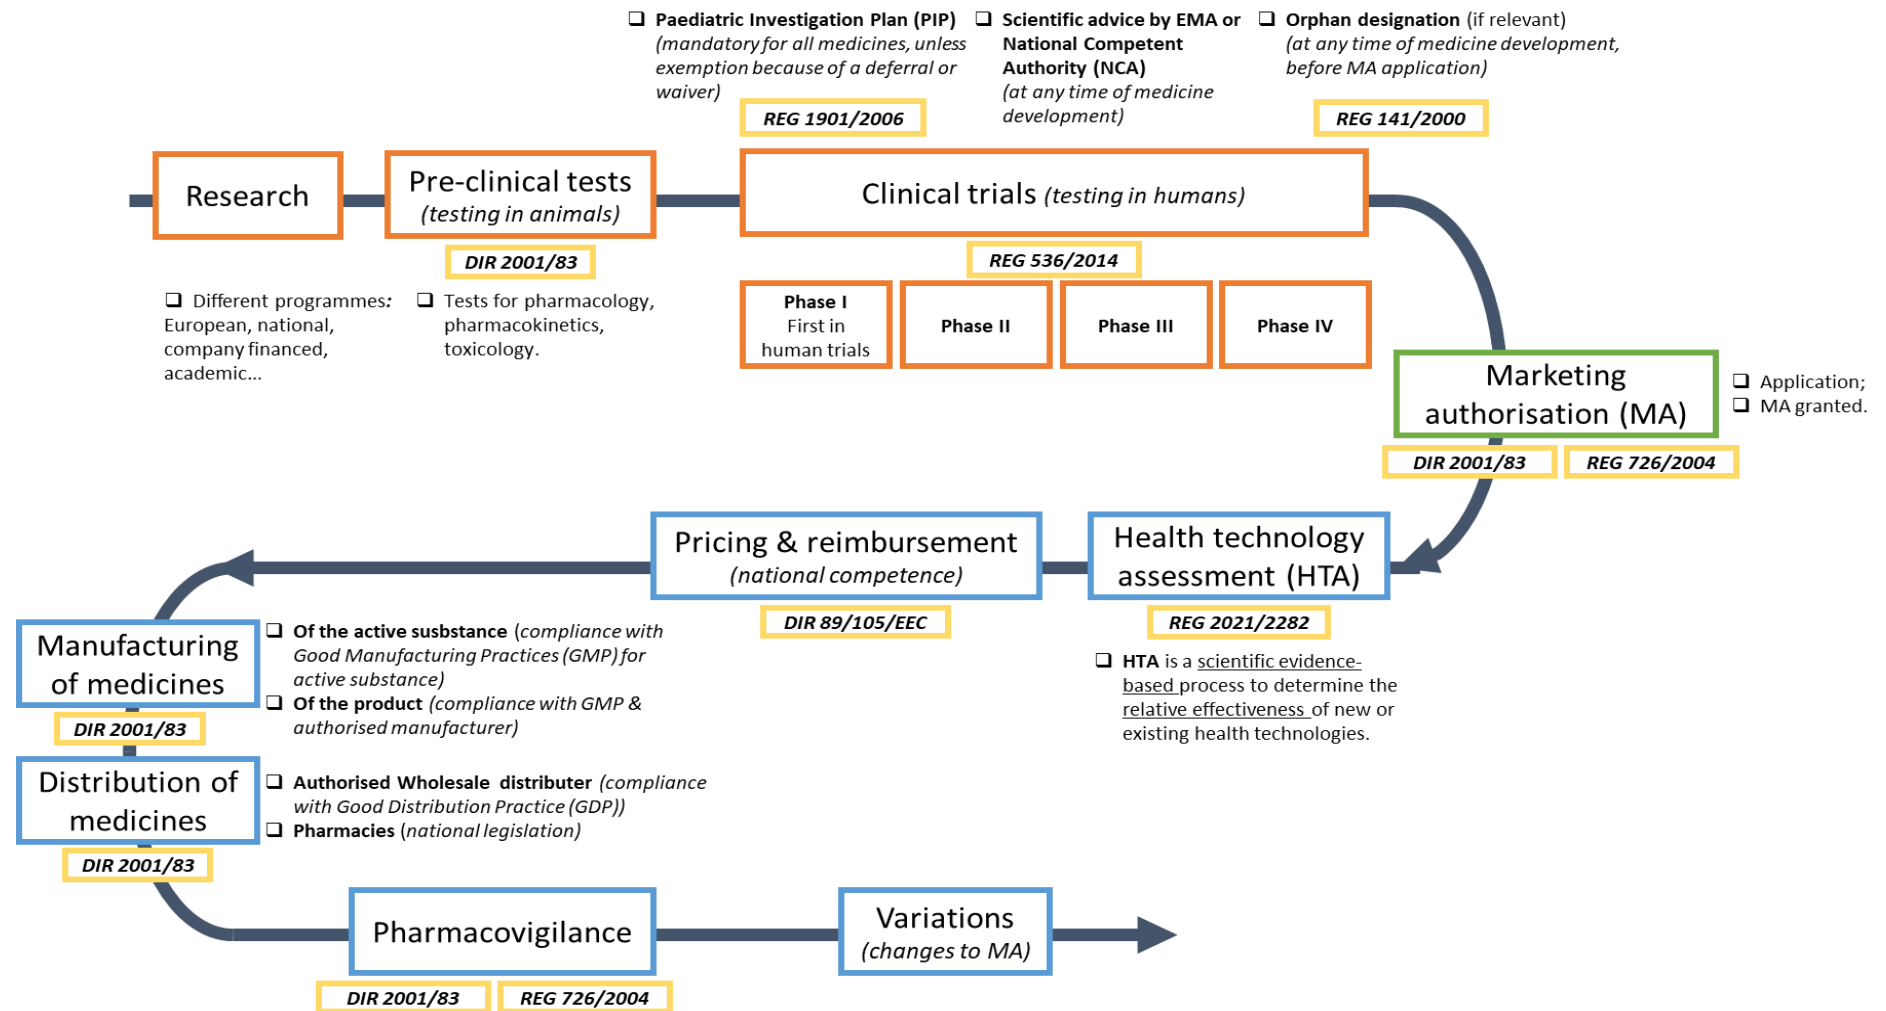 ❑ Paediatric Investigation Plan (PIP)
(mandatory for all medicines, unless
exemption because of a deferral or
waiver)
REG 1901/2006
❑ Scientific advice by EMA or
National Competent
Authority (NCA)
(at any time of medicine
development)
❑ Orphan designation (if relevant)
(at any time of medicine development,
before MA application)
REG 141/2000
Research
❑ Different programmes:
European, national,
company financed,
academic...
Pre-clinical tests
(testing in animals)
DIR 2001/83
❑ Tests for pharmacology,
pharmacokinetics,
toxicology.
Clinical trials (testing in humans)
REG 536/2014
Phase I
First in
human trials
Phase II
Phase III
Phase IV
Marketing
authorisation (MA)
❑ Application;
❑ MA granted.
DIR 2001/83
REG 726/2004
Health technology
assessment (HTA)
REG 2021/2282
❑ HTA is a scientific evidence-
based process to determine the
relative effectiveness of new or
existing health technologies.
Pricing & reimbursement
(national competence)
DIR 89/105/EEC
Manufacturing
of medicines
DIR 2001/83
❑ Of the active susbstance (compliance with
Good Manufacturing Practices (GMP) for
active substance)
❑ Of the product (compliance with GMP &
authorised manufacturer)
Distribution of
medicines
DIR 2001/83
❑ Authorised Wholesale distributer (compliance
with Good Distribution Practice (GDP))
❑ Pharmacies (national legislation)
Pharmacovigilance
DIR 2001/83
REG 726/2004
Variations
(changes to MA)